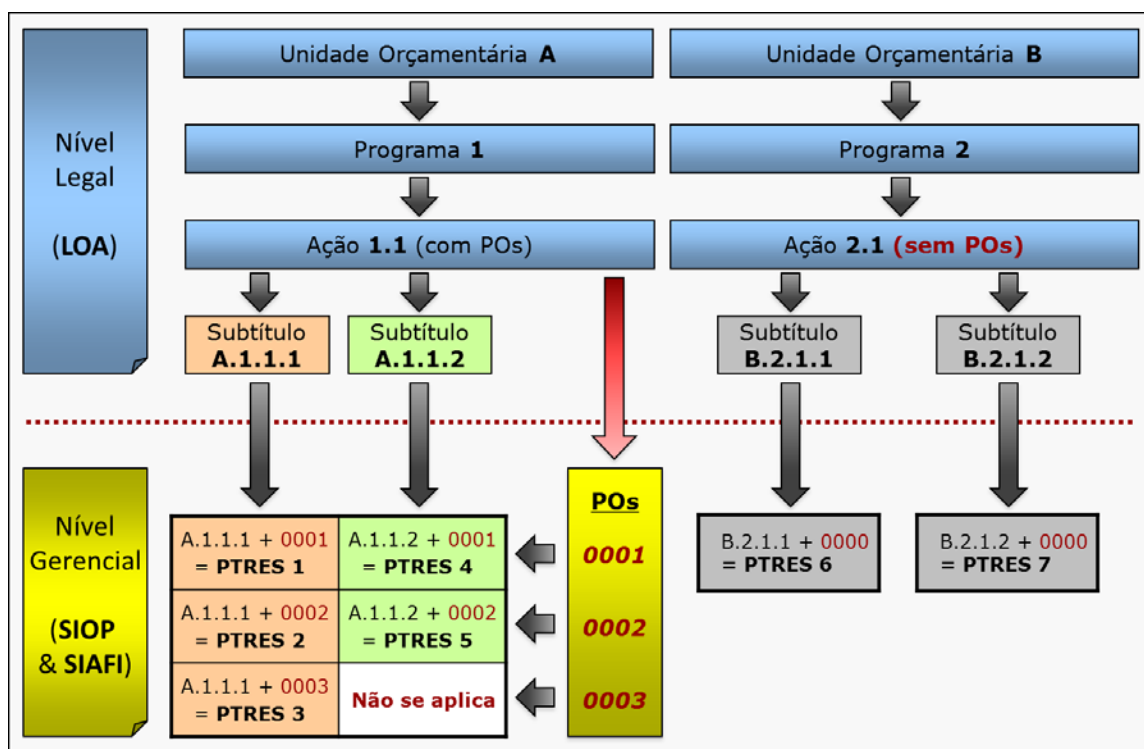 Nível
Legal
(LOA)
Unidade Orçamentária A
Unidade Orçamentária B
Programa 1
Programa 2
Ação 1.1 (com POs)
Ação 2.1 (sem POs)
Subtítulo
A.1.1.1
Subtítulo
A.1.1.2
Subtítulo
B.2.1.1
Subtítulo
B.2.1.2
Nível
Gerencial
(SIOP
& SIAFI)
A.1.1.1 + 0001
= PTRES 1
A.1.1.2 + 0001
= PTRES 4
A.1.1.1 + 0002
= PTRES 2
A.1.1.2 + 0002
= PTRES 5
A.1.1.1 + 0003
= PTRES 3
Não se aplica
POs
0001
0002
0003
B.2.1.1 + 0000
= PTRES 6
B.2.1.2 + 0000
= PTRES 7